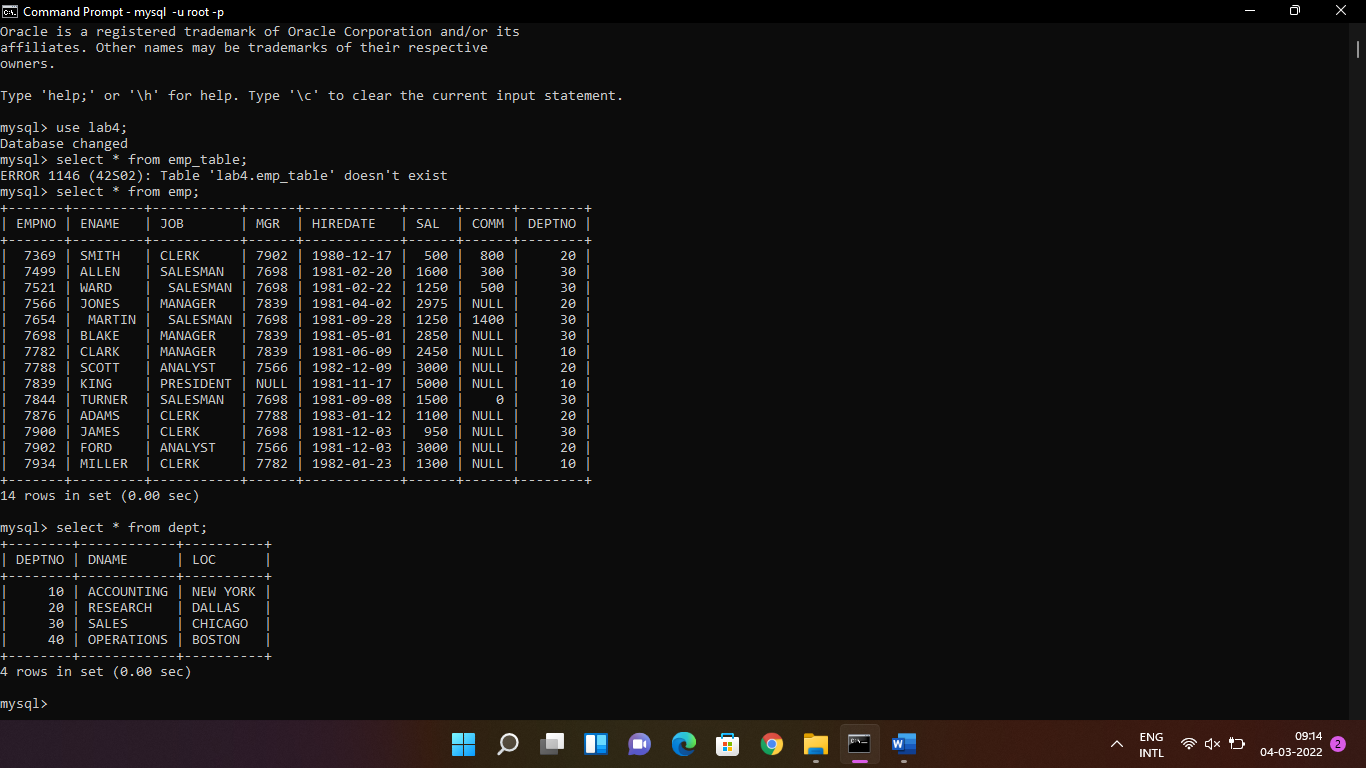 Command Prompt - mysql  -u root -p
Oracle is a registered trademark of Oracle Corporation and/or its
affiliates. Other names may be trademarks of their respective
owners.

Type 'help;' or '\h' for help. Type '\c' to clear the current input statement.

mysql> use lab4;
Database changed
mysql> select * from emp_table;
ERROR 1146 (42S02): Table 'lab4.emp_table' doesn't exist
mysql> select * from emp;
+-------+---------+-----------+------+------------+------+------+--------+
| EMPNO | ENAME   | JOB       | MGR  | HIREDATE   | SAL  | COMM | DEPTNO |
+-------+---------+-----------+------+------------+------+------+--------+
|  7369 | SMITH   | CLERK     | 7902 | 1980-12-17 |  500 |  800 |     20 |
|  7499 | ALLEN   | SALESMAN  | 7698 | 1981-02-20 | 1600 |  300 |     30 |
|  7521 | WARD    |  SALESMAN | 7698 | 1981-02-22 | 1250 |  500 |     30 |
|  7566 | JONES   | MANAGER   | 7839 | 1981-04-02 | 2975 | NULL |     20 |
|  7654 |  MARTIN |  SALESMAN | 7698 | 1981-09-28 | 1250 | 1400 |     30 |
|  7698 | BLAKE   | MANAGER   | 7839 | 1981-05-01 | 2850 | NULL |     30 |
|  7782 | CLARK   | MANAGER   | 7839 | 1981-06-09 | 2450 | NULL |     10 |
|  7788 | SCOTT   | ANALYST   | 7566 | 1982-12-09 | 3000 | NULL |     20 |
|  7839 | KING    | PRESIDENT | NULL | 1981-11-17 | 5000 | NULL |     10 |
|  7844 | TURNER  | SALESMAN  | 7698 | 1981-09-08 | 1500 |    0 |     30 |
|  7876 | ADAMS   | CLERK     | 7788 | 1983-01-12 | 1100 | NULL |     20 |
|  7900 | JAMES   | CLERK     | 7698 | 1981-12-03 |  950 | NULL |     30 |
|  7902 | FORD    | ANALYST   | 7566 | 1981-12-03 | 3000 | NULL |     20 |
|  7934 | MILLER  | CLERK     | 7782 | 1982-01-23 | 1300 | NULL |     10 |
+-------+---------+-----------+------+------------+------+------+--------+
14 rows in set (0.00 sec)

mysql> select * from dept;
+--------+------------+----------+
| DEPTNO | DNAME      | LOC      |
+--------+------------+----------+
|     10 | ACCOUNTING | NEW YORK |
|     20 | RESEARCH   | DALLAS   |
|     30 | SALES      | CHICAGO  |
|     40 | OPERATIONS | BOSTON   |
+--------+------------+----------+
4 rows in set (0.00 sec)

mysql>
ENG
INTL
09:14
04-03-2022
2